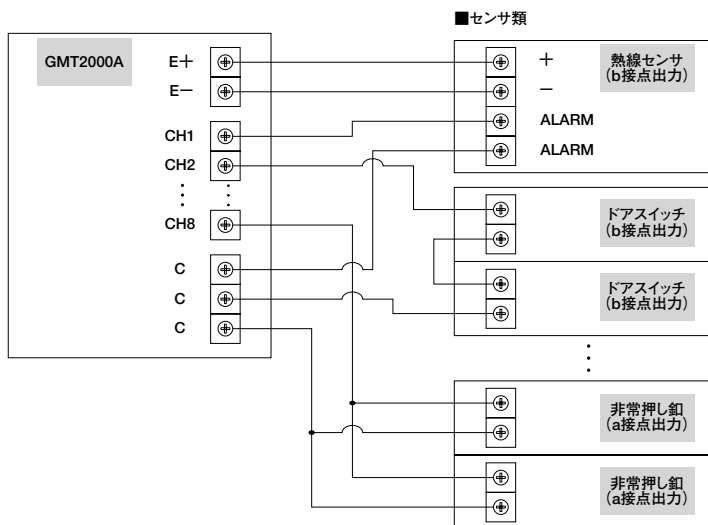 ■センサ類
GMT2000A
E＋
E－
CH1
CH2
CH8
C
C
C
＋
－
ALARM
ALARM
熱線センサ
(b接点出力)
ドアスイッチ
(b接点出力)
ドアスイッチ
(b接点出力)
非常押し釦
(a接点出力)
非常押し釦
(a接点出力)